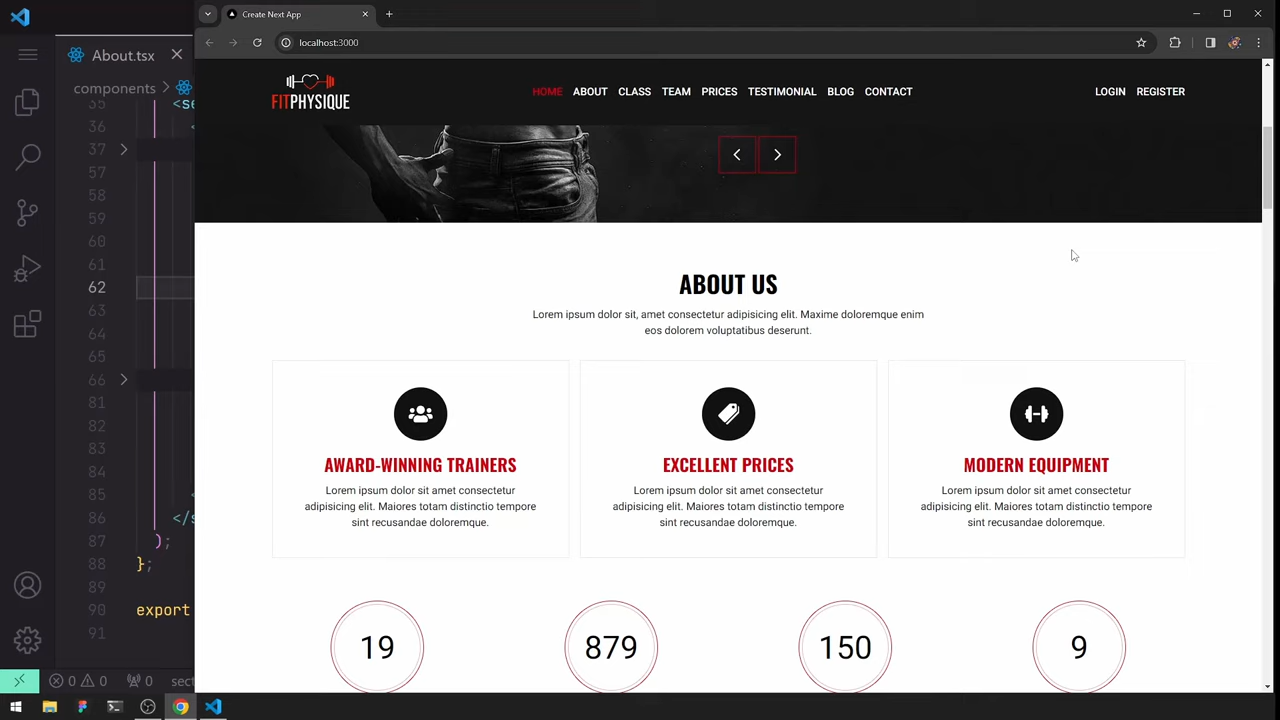 Create Next App
localhost:3000
About.tsx
components
FITPHYSIQUE
HOME ABOUT CLASS TEAM PRICES TESTIMONIAL BLOG CONTACT
LOGIN REGISTER
35 <se
36 <
37
57
58
59
60
61
62
63
64
65
66
81
82
83
84
85 <
86 </s
87 );
88 };
89
90 export
91
ABOUT US
Lorem ipsum dolor sit, amet consectetur adipisicing elit. Maxime doloremque enim
eos dolorem voluptatibus deserunt.
AWARD-WINNING TRAINERS
Lorem ipsum dolor sit amet consectetur
adipisicing elit. Maiores totam distinctio tempore
sint recusandae doloremque.
EXCELLENT PRICES
Lorem ipsum dolor sit amet consectetur
adipisicing elit. Maiores totam distinctio tempore
sint recusandae doloremque.
MODERN EQUIPMENT
Lorem ipsum dolor sit amet consectetur
adipisicing elit. Maiores totam distinctio tempore
sint recusandae doloremque.
19 879 150 9
0 0 0 sect